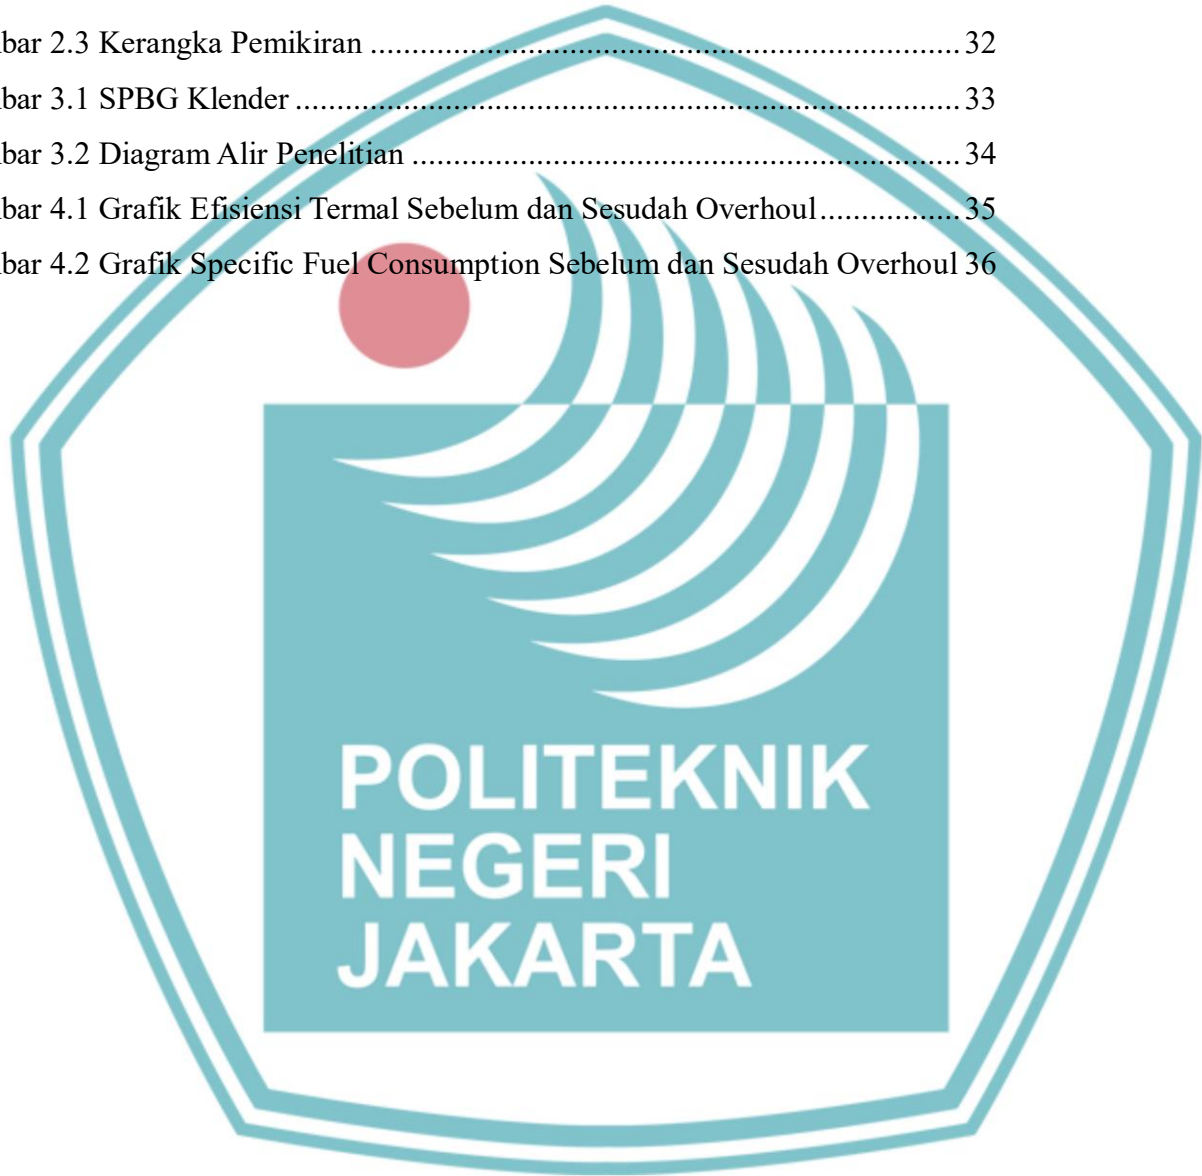 bar 2.3 Kerangka Pemikiran ....................................................................... 32
bar 3.1 SPBG Klender ................................................................................ 33
bar 3.2 Diagram Alir Penelitian .................................................................. 34
bar 4.1 Grafik Efisiensi Termal Sebelum dan Sesudah Overhoul................. 35
bar 4.2 Grafik Specific Fuel Consumption Sebelum dan Sesudah Overhoul 36
POLITEKNIK
NEGERI
JAKARTA